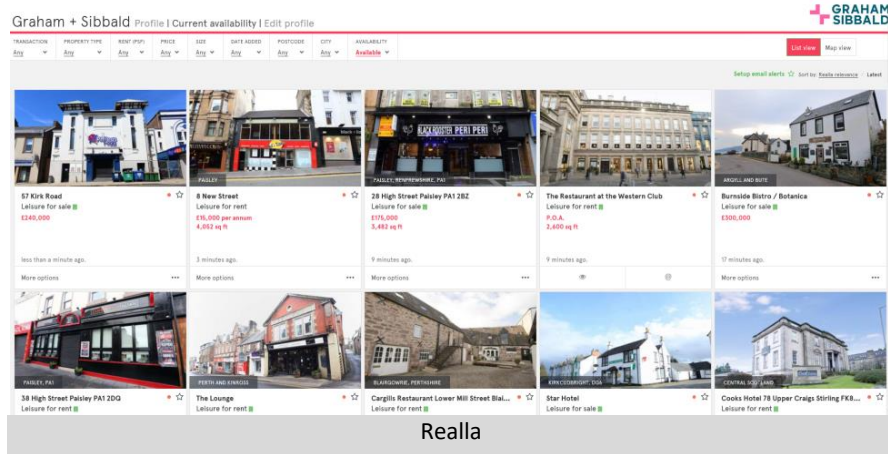 Graham + Sibbald Profile | Current availability | Edit profile
GRAHAM
SIBBALD
TRANSACTION PROPERTY TYPE RENT (PSF) PRICE SIZE DATE ADDED POSTCODE CITY AVAILABILITY
Any Any Any Any Any Any Any Any Available
List view Map view
Setup email alerts Sort by: Realla relevance Latest
BLACK ROOSTER PERI PERI
PAISLEY PAISLEY, RENFREWSHIRE, PA1 ARGYLL AND BUTE
57 Kirk Road 8 New Street 28 High Street Paisley PA1 2BZ The Restaurant at the Western Club Burnside Bistro / Botanica
Leisure for sale Leisure for rent Leisure for sale Leisure for rent Leisure for sale
£240,000 £15,000 per annum £175,000 P.O.A. £300,000
4,052 sq ft 3,482 sq ft 2,600 sq ft
less than a minute ago. 3 minutes ago. 9 minutes ago. 9 minutes ago. 17 minutes ago.
More options ••• More options ••• More options ••• @ More options •••
PAISLEY, PA1 PERTH AND KINROSS BLAIRGOWRIE, PERTHSHIRE KIRKCUDBRIGHT, DG6 CENTRAL SCOTLAND
38 High Street Paisley PA1 2DQ The Lounge Cargills Restaurant Lower Mill Street Blai... Star Hotel Cooks Hotel 78 Upper Craigs Stirling FK8...
Leisure for rent Leisure for rent Leisure for rent Leisure for sale Leisure for rent
Realla